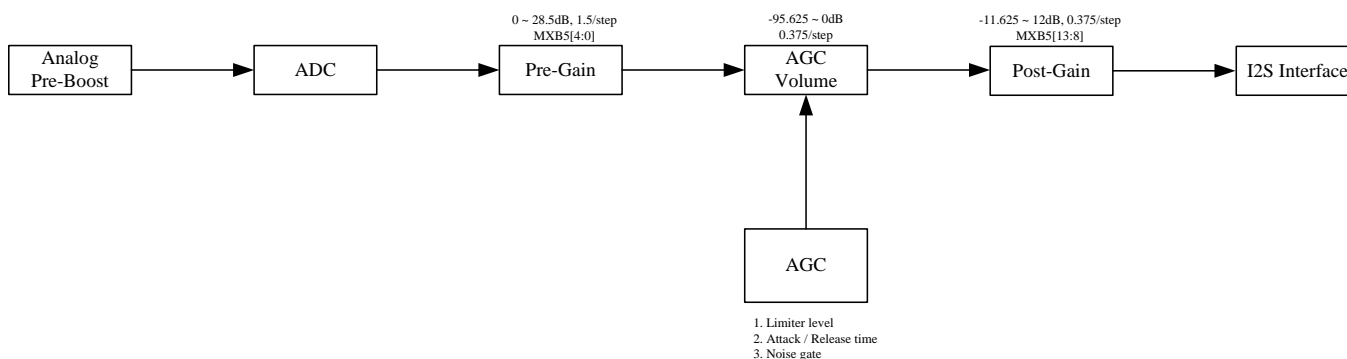 0 ~ 28.5dB, 1.5/step
MXB5[4:0]
-95.625 ~ 0dB
0.375/step
-11.625 ~ 12dB, 0.375/step
MXB5[13:8]
Analog
Pre-Boost
ADC
Pre-Gain
AGC
Volume
Post-Gain
I2S Interface
AGC
1. Limiter level
2. Attack / Release time
3. Noise gate